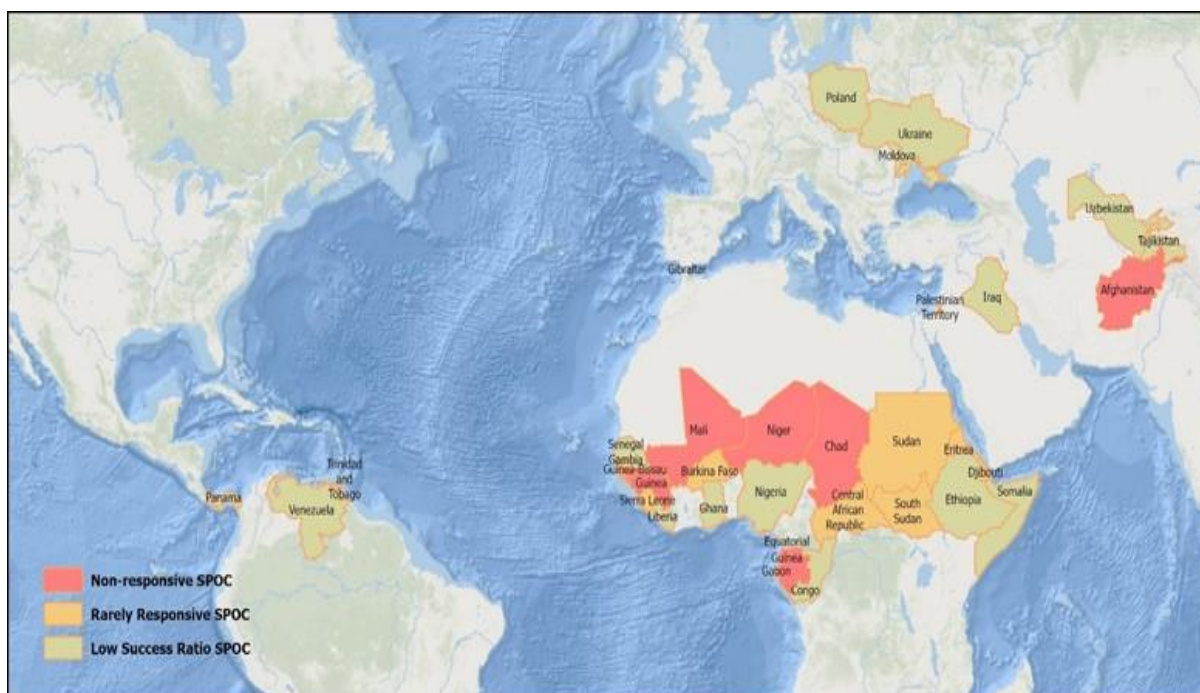 Poland
Ukraine
Moldova
Uzbekistan
Tajikistan
Gibraltar
Afghanistan
Iraq
Palestinian
Territory
Mali
Niger
Chad
Sudan
Eritrea
Senegal
Gambia
Guinea-Bissau
Guinea
Burkina Faso
Djibouti
Trinidad
and
Tobago
Panama
Venezuela
Sierra Leone
Liberia
Ghana
Nigeria
Central
African
Republic
South
Sudan
Ethiopia
Somalia
Equatorial
Guinea
Gabon
Congo
Non-responsive SPOC
Rarely Responsive SPOC
Low Success Ratio SPOC